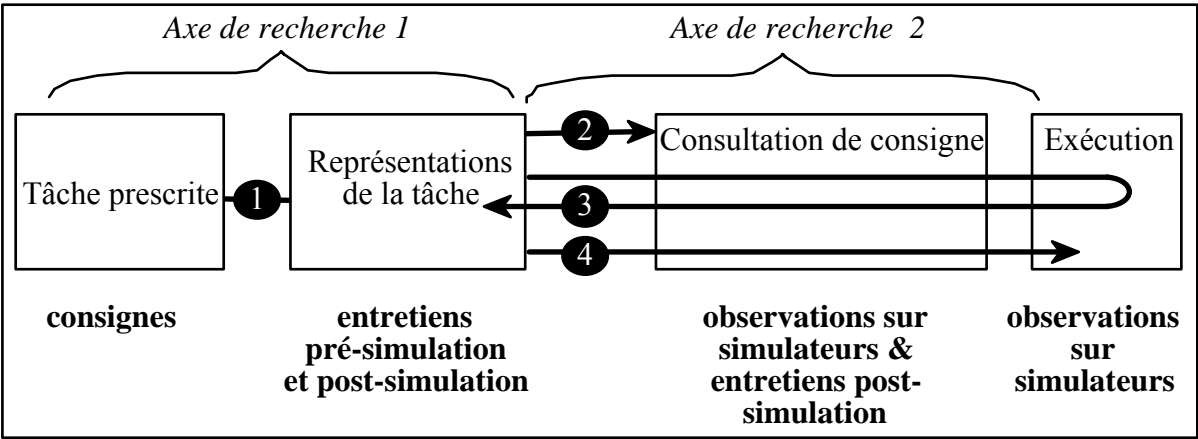 Axe de recherche 1
Axe de recherche 2
Tâche prescrite
1
Représentations
de la tâche
2
3
4
Consultation de consigne
Exécution
consignes
entretiens
pré-simulation
et post-simulation
observations sur
simulateurs &
entretiens post-
simulation
observations
sur
simulateurs